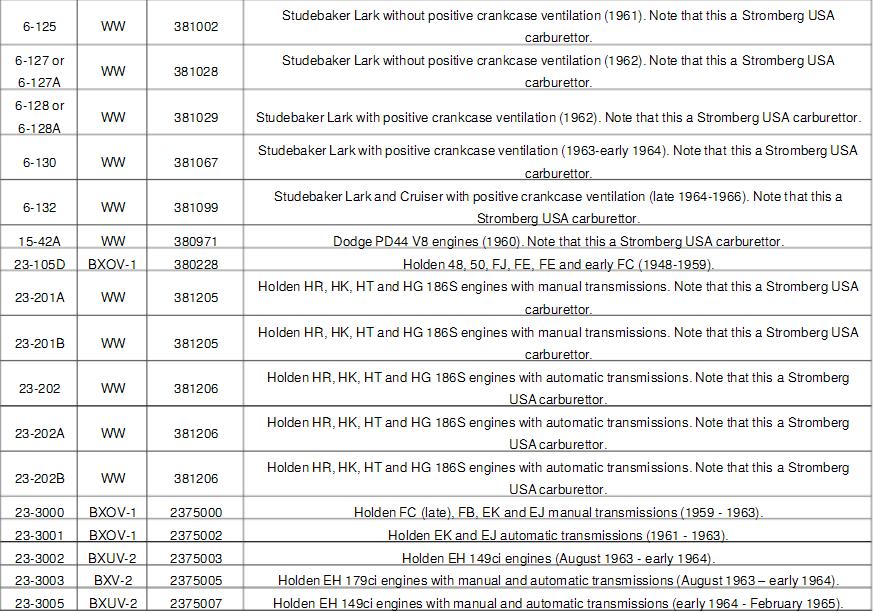 6-125 WW 381002 Studebaker Lark without positive crankcase ventilation (1961). Note that this a Stromberg USA
carburettor.
6-127 or
6-127A WW 381028 Studebaker Lark without positive crankcase ventilation (1962). Note that this a Stromberg USA
carburettor.
6-128 or
6-128A WW 381029 Studebaker Lark with positive crankcase ventilation (1962). Note that this a Stromberg USA carburettor.
6-130 WW 381067 Studebaker Lark with positive crankcase ventilation (1963-early 1964). Note that this a Stromberg USA
carburettor.
6-132 WW 381099 Studebaker Lark and Cruiser with positive crankcase ventilation (late 1964-1966). Note that this a
Stromberg USA carburettor.
15-42A WW 380971 Dodge PD44 V8 engines (1960). Note that this a Stromberg USA carburettor.
23-105D BXOV-1 380228 Holden 48, 50, FJ, FE, FE and early FC (1948-1959).
23-201A WW 381205 Holden HR, HK, HT and HG 186S engines with manual transmissions. Note that this a Stromberg USA
carburettor.
23-201B WW 381205 Holden HR, HK, HT and HG 186S engines with manual transmissions. Note that this a Stromberg USA
carburettor.
23-202 WW 381206 Holden HR, HK, HT and HG 186S engines with automatic transmissions. Note that this a Stromberg
USA carburettor.
23-202A WW 381206 Holden HR, HK, HT and HG 186S engines with automatic transmissions. Note that this a Stromberg
USA carburettor.
23-202B WW 381206 Holden HR, HK, HT and HG 186S engines with automatic transmissions. Note that this a Stromberg
USA carburettor.
23-3000 BXOV-1 2375000 Holden FC (late), FB, EK and EJ manual transmissions (1959 - 1963).
23-3001 BXOV-1 2375002 Holden EK and EJ automatic transmissions (1961 - 1963).
23-3002 BXUV-2 2375003 Holden EH 149ci engines (August 1963 - early 1964).
23-3003 BXV-2 2375005 Holden EH 179ci engines with manual and automatic transmissions (August 1963 – early 1964).
23-3005 BXUV-2 2375007 Holden EH 149ci engines with manual and automatic transmissions (early 1964 - February 1965).